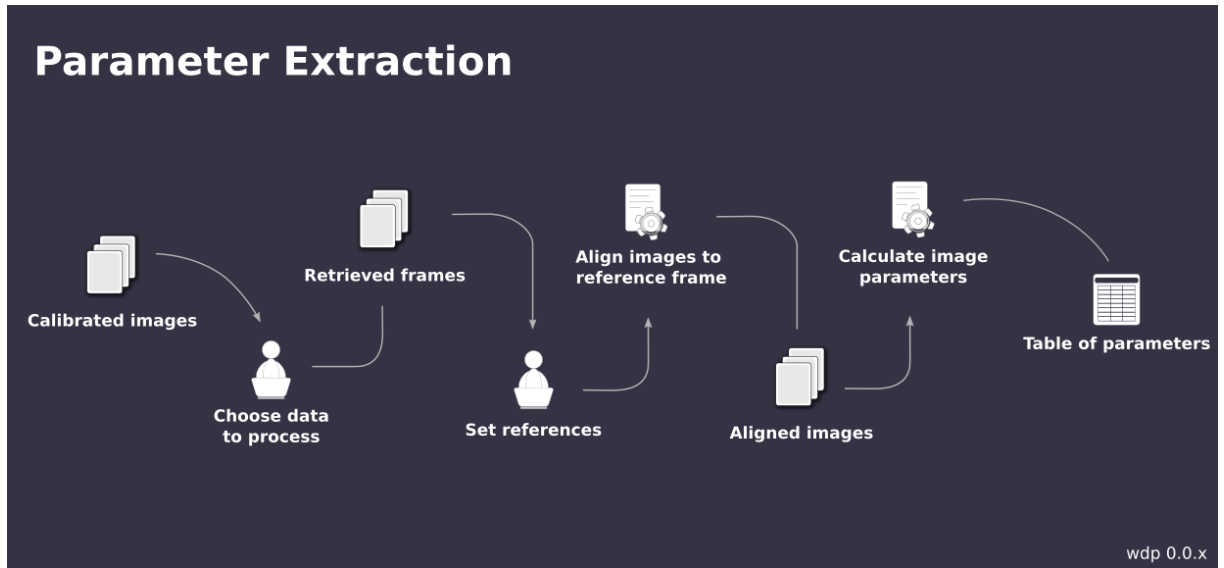 Parameter Extraction
Calibrated images
Choose data
to process
Retrieved frames
Set references
Align images to
reference frame
Aligned images
Calculate image
parameters
Table of parameters
wdp 0.0.x